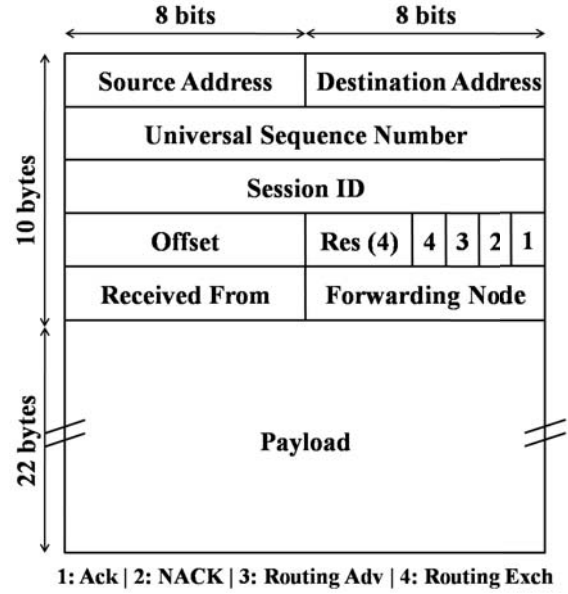 8 bits 8 bits
10 bytes
Source Address Destination Address
Universal Sequence Number
Session ID
Offset Res (4) 4 3 2 1
Received From Forwarding Node
22 bytes
Payload
1: Ack | 2: NACK | 3: Routing Adv | 4: Routing Exch